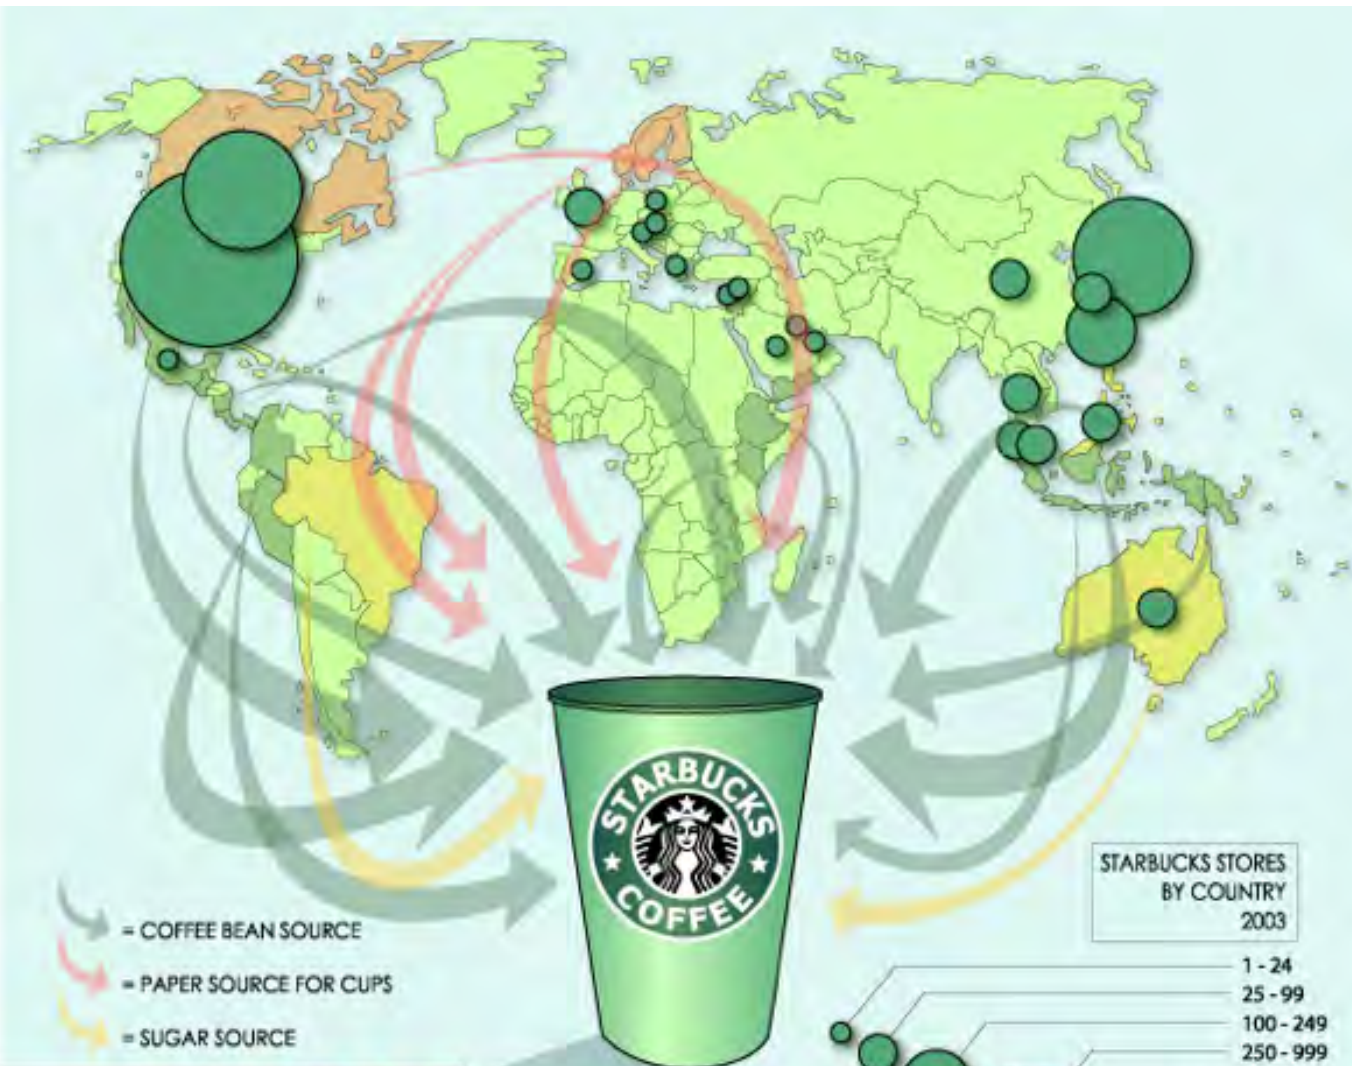 STARBUCKS
COFFEE
= COFFEE BEAN SOURCE
= PAPER SOURCE FOR CUPS
= SUGAR SOURCE
STARBUCKS STORES
BY COUNTRY
2003
1 - 24
25 - 99
100 - 249
250 - 999